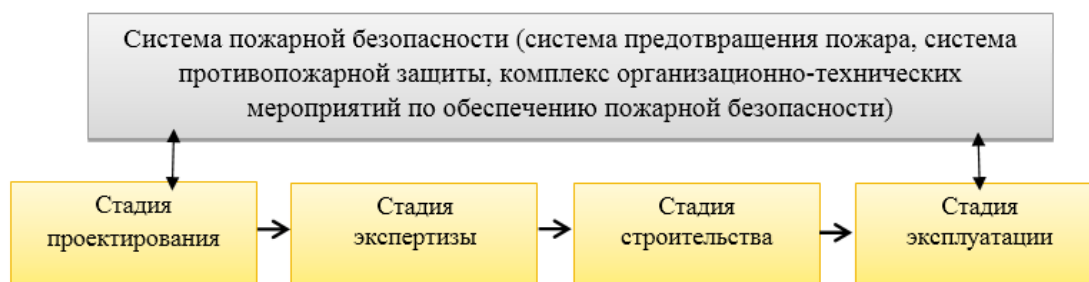 Система пожарной безопасности (система предотвращения пожара, система
противопожарной защиты, комплекс организационно-технических
мероприятий по обеспечению пожарной безопасности)
Стадия
проектирования
Стадия
экспертизы
Стадия
строительства
Стадия
эксплуатации